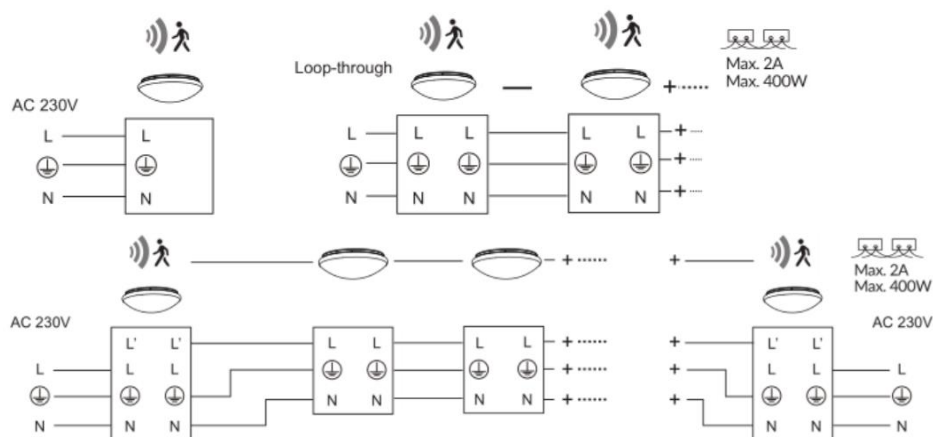 Loop-through
Max. 2A
Max. 400W
AC 230V
L L L L L L L
N N N N N N N
Max. 2A
Max. 400W
AC 230V AC 230V
L' L' L L L L L' L'
L L L L L L
N N N N N N N N N N